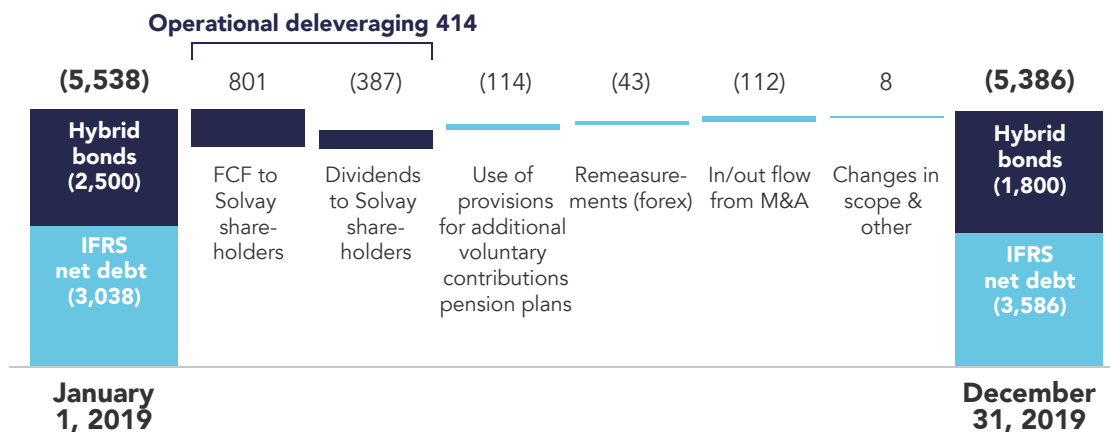 Operational deleveraging 414
(5,538)
801
(387)
(114)
(43)
(112)
8
(5,386)
Hybrid
bonds
(2,500)
IFRS
net debt
(3,038)
FCF to
Solvay
share-
holders
Dividends
to Solvay
share-
holders
Use of
provisions
for additional
voluntary
contributions
pension plans
Remeasure-
ments (forex)
In/out flow
from M&A
Changes in
scope &
other
Hybrid
bonds
(1,800)
IFRS
net debt
(3,586)
January
1, 2019
December
31, 2019